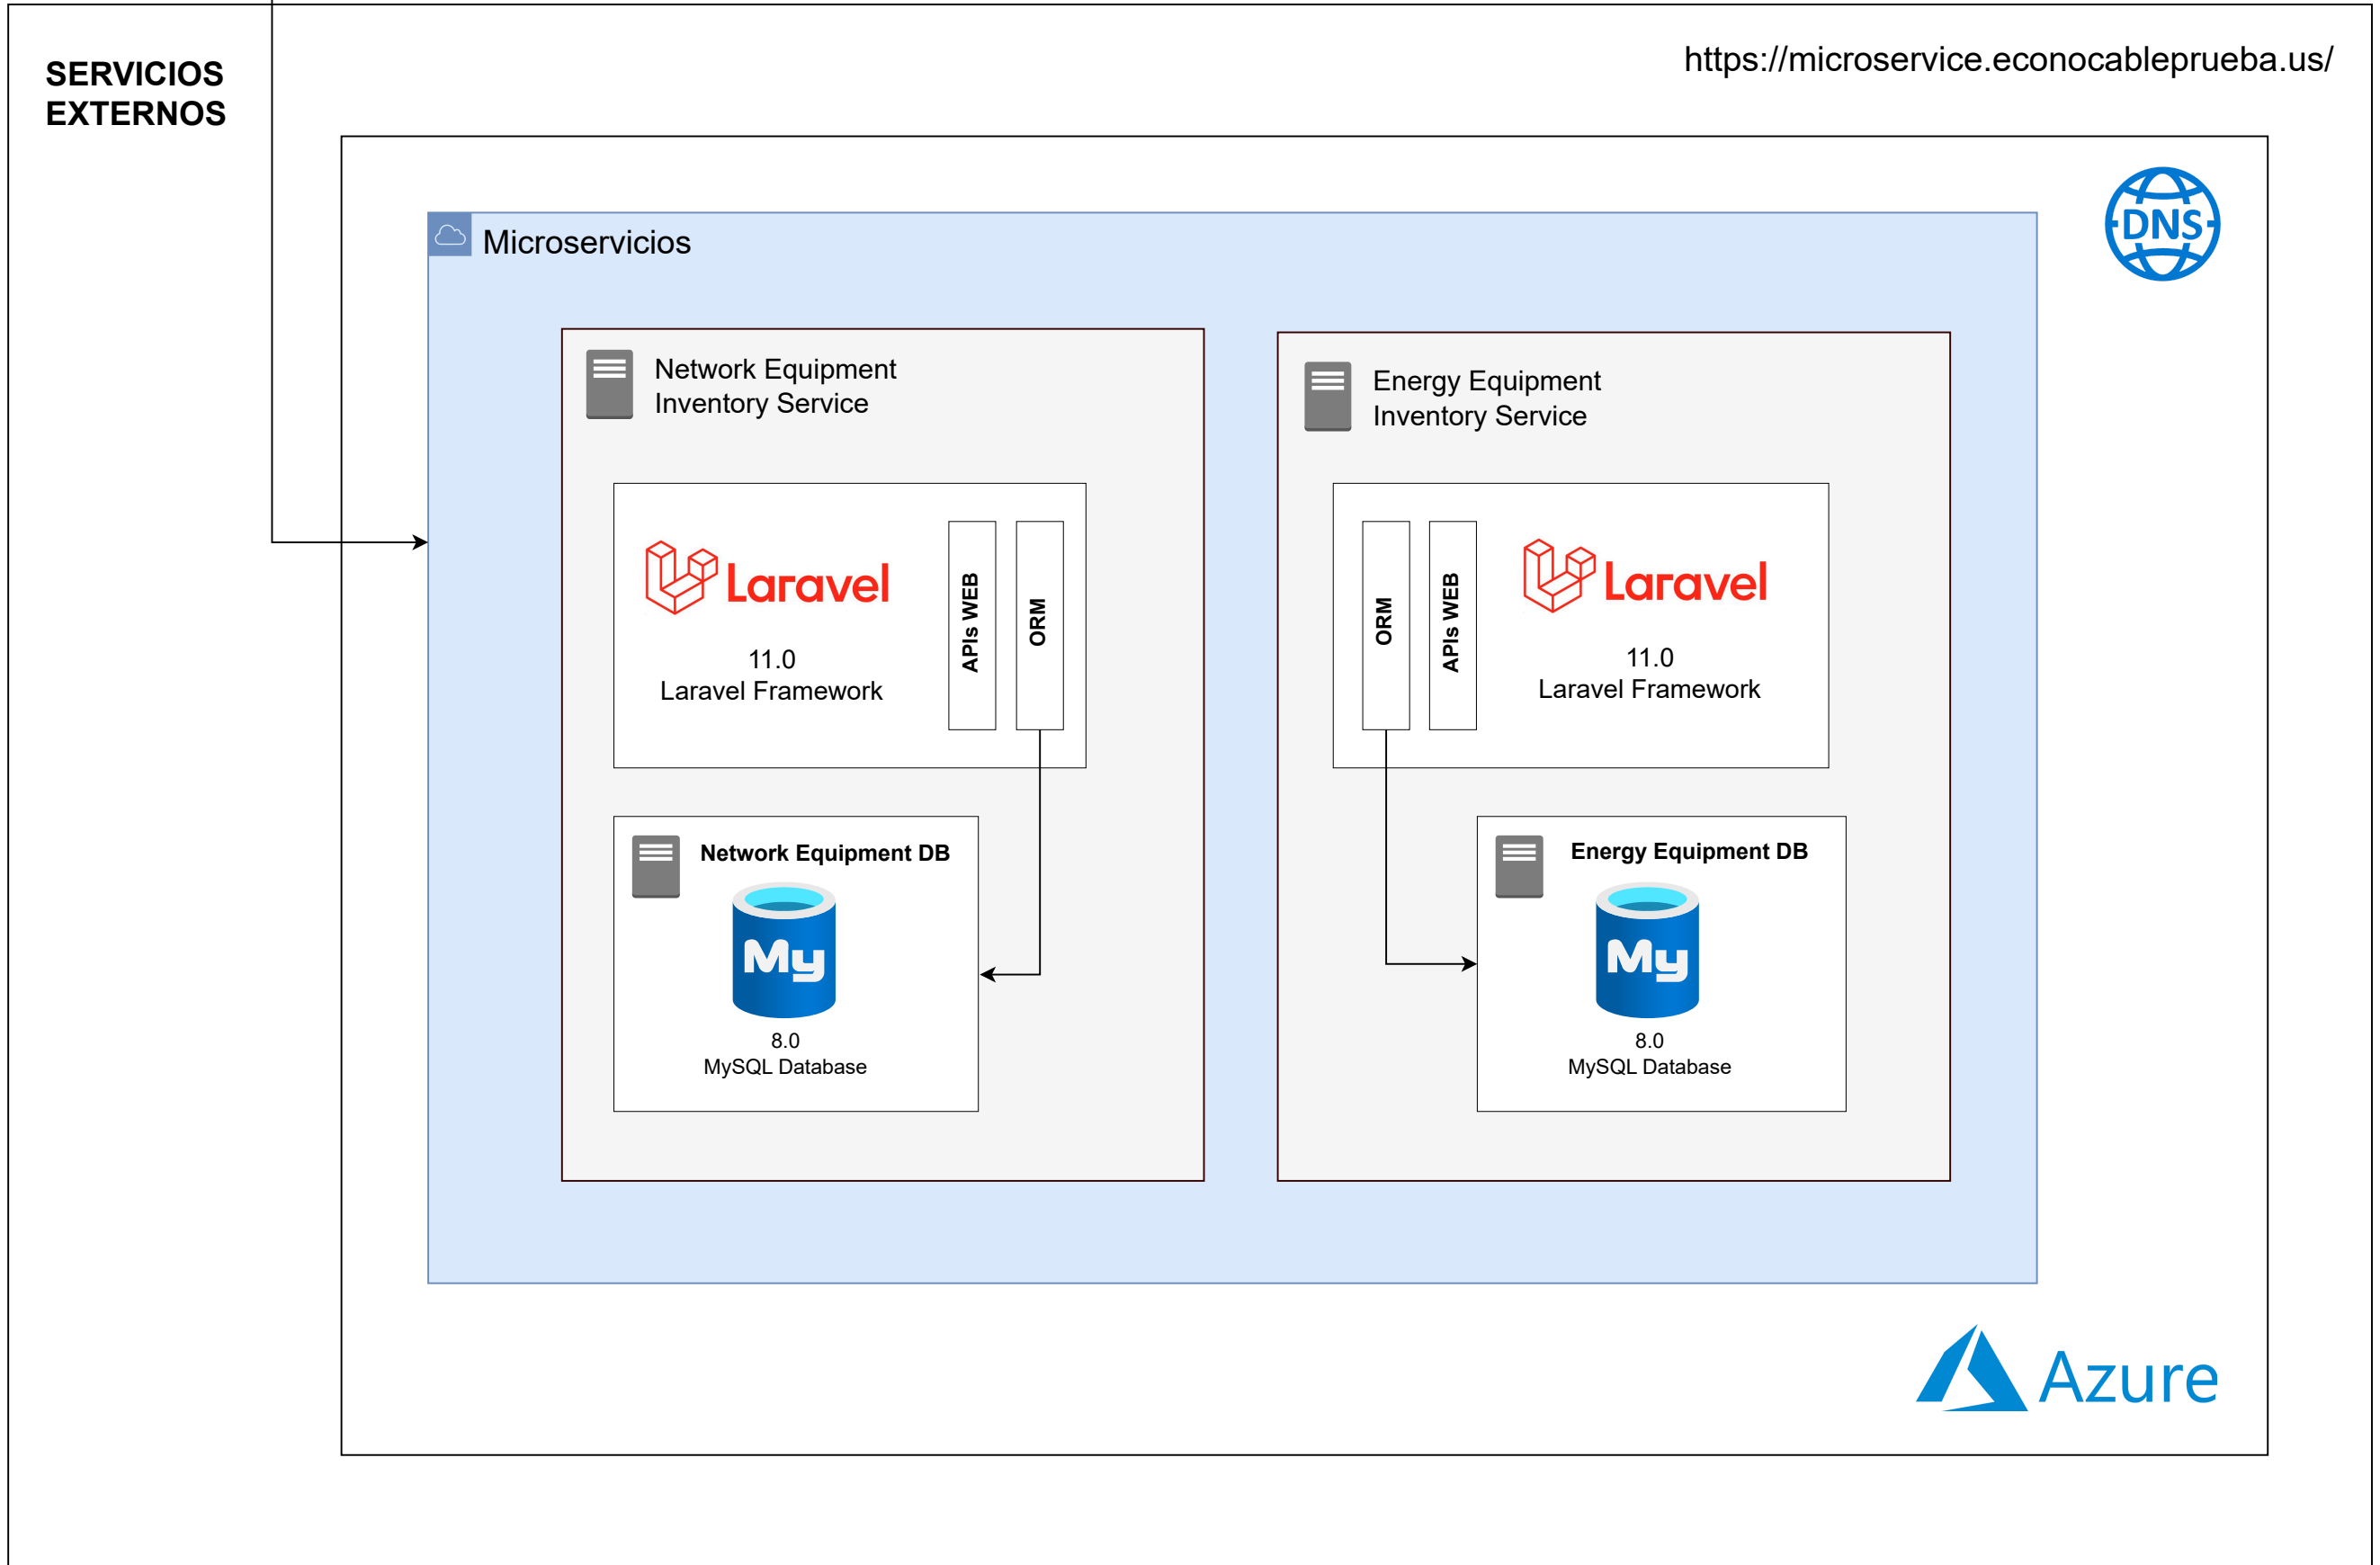 SERVICIOS
EXTERNOS
https://microservice.econocableprueba.us/
DNS
Microservicios
Network Equipment
Inventory Service
Laravel
11.0
Laravel Framework
APIs WEB
ORM
Network Equipment DB
My
8.0
MySQL Database
Energy Equipment
Inventory Service
ORM
APIs WEB
Laravel
11.0
Laravel Framework
Energy Equipment DB
My
8.0
MySQL Database
Azure